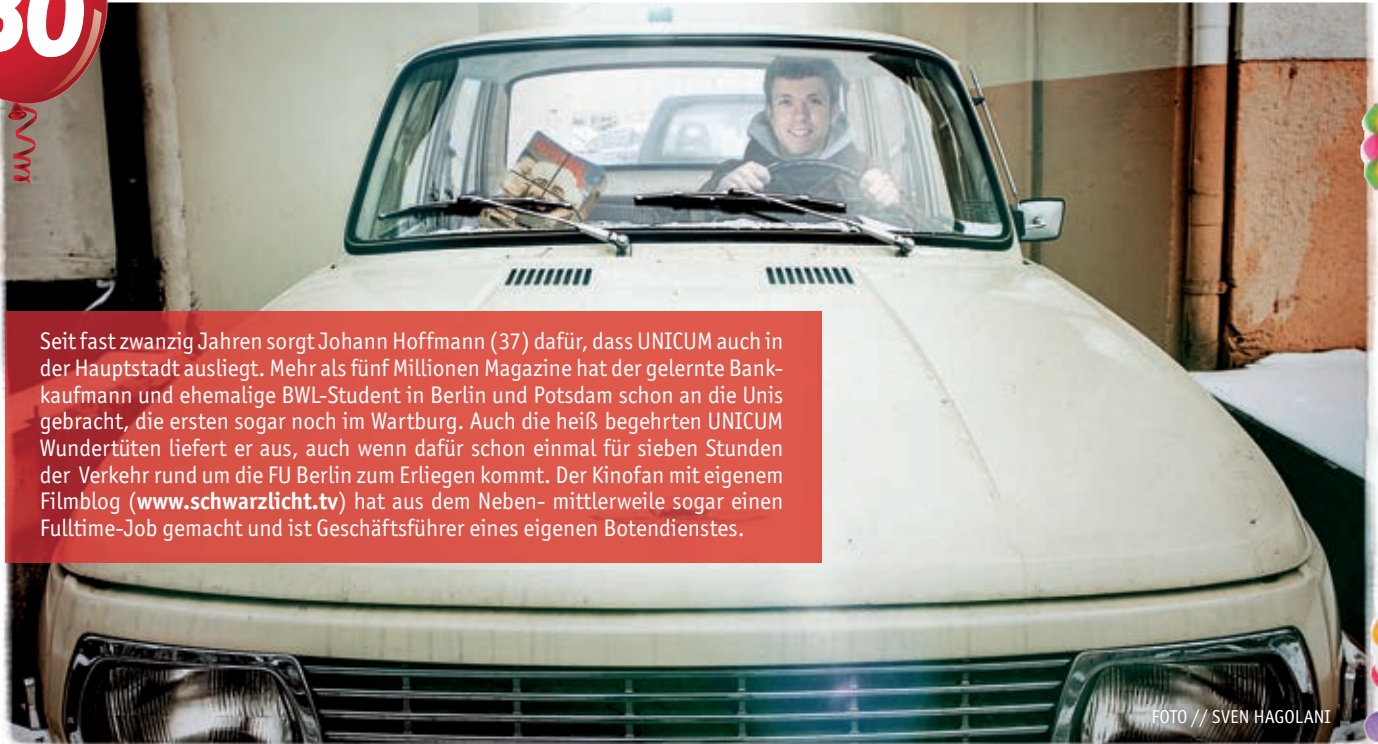 30
Seit fast zwanzig Jahren sorgt Johann Hoffmann (37) dafür, dass UNICUM auch in
der Hauptstadt ausliegt. Mehr als fünf Millionen Magazine hat der gelernte Bank-
kaufmann und ehemalige BWL-Student in Berlin und Potsdam schon an die Unis
gebracht, die ersten sogar noch im Wartburg. Auch die heiß begehrten UNICUM
Wundertüten liefert er aus, auch wenn dafür schon einmal für sieben Stunden
der Verkehr rund um die FU Berlin zum Erliegen kommt. Der Kinofan mit eigenem
Filmblog (www.schwarzlicht.tv) hat aus dem Neben- mittlerweile sogar einen
Fulltime-Job gemacht und ist Geschäftsführer eines eigenen Botendienstes.
FOTO // SVEN HAGOLANI